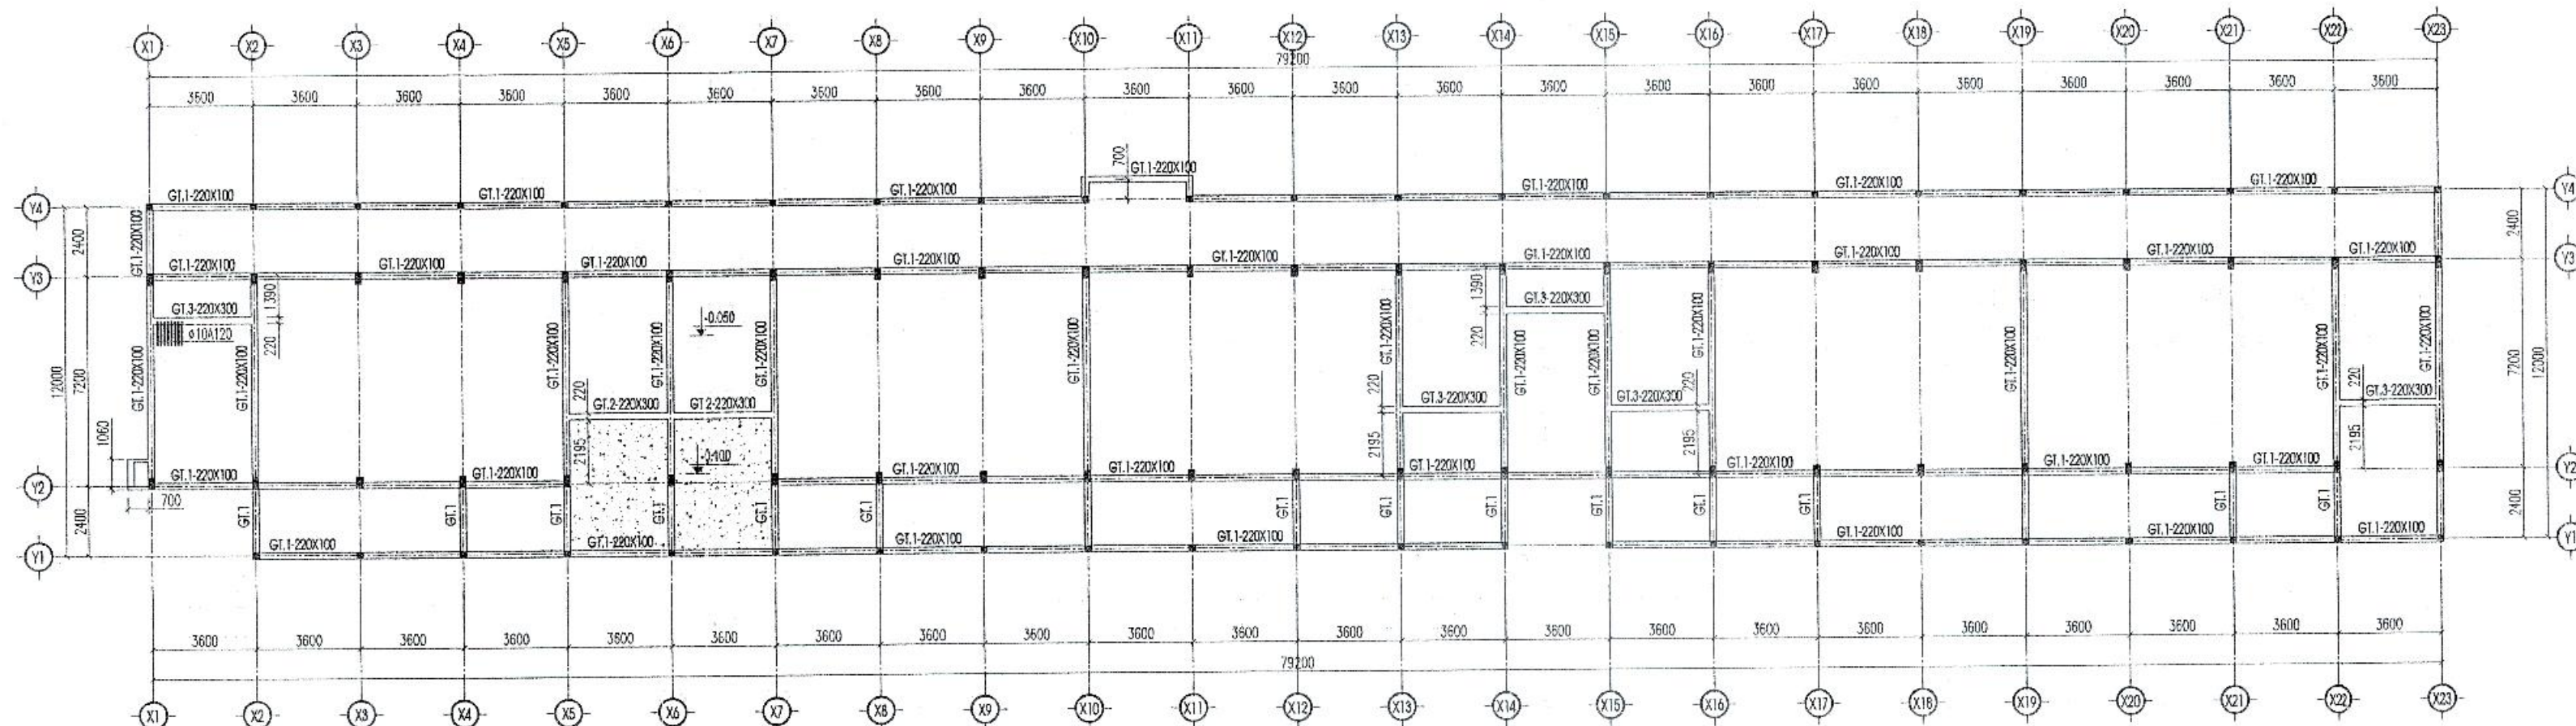 X1 X2 X3 X4 X5 X6 X7 X8 X9 X10 X11 X12 X13 X14 X15 X16 X17 X18 X19 X20 X21 X22 X23
79200
3600 3600 3600 3600 3600 3600 3600 3600 3600 3600 3600 3600 3600 3600 3600 3600 3600 3600 3600 3600 3600 3600
700 GT.1-220X100
Y4 GT.1-220X100 GT.1-220X100 GT.1-220X100 GT.1-220X100 GT.1-220X100 GT.1-220X100 Y4
2400 GT.1-220X100 2400
Y3 GT.1-220X100 GT.1-220X100 GT.1-220X100 GT.1-220X100 GT.1-220X100 GT.1-220X100 GT.1-220X100 GT.1-220X100 GT.1-220X100 Y3
GT.3-220X300 1390 1390 GT.3-220X300
-0.050
ϕ10A120 220 220
12000 7200 GT.1-220X100 GT.1-220X100 GT.1-220X100 GT.1-220X100 GT.1-220X100 GT.1-220X100 GT.1-220X100 GT.1-220X100 GT.1-220X100 GT.1-220X100 GT.1-220X100 GT.1-220X100 GT.1-220X100 7200 12000
220 220 220 220
GT.2-220X300 GT.2-220X300 GT.3-220X300 GT.3-220X300 GT.3-220X300
1060 2195 -0.100 2195 2195 2195
Y2 GT.1-220X100 GT.1-220X100 GT.1-220X100 GT.1-220X100 GT.1-220X100 GT.1-220X100 GT.1-220X100 GT.1-220X100 Y2
700
2400 GT.1 GT.1 GT.1 GT.1 GT.1 GT.1 GT.1 GT.1 GT.1 GT.1 GT.1 GT.1 GT.1 GT.1 2400
Y1 GT.1-220X100 GT.1-220X100 GT.1-220X100 GT.1-220X100 GT.1-220X100 GT.1-220X100 GT.1-220X100 Y1
3600 3600 3600 3600 3600 3600 3600 3600 3600 3600 3600 3600 3600 3600 3600 3600 3600 3600 3600 3600 3600 3600
79200
X1 X2 X3 X4 X5 X6 X7 X8 X9 X10 X11 X12 X13 X14 X15 X16 X17 X18 X19 Y20 X21 X22 X23